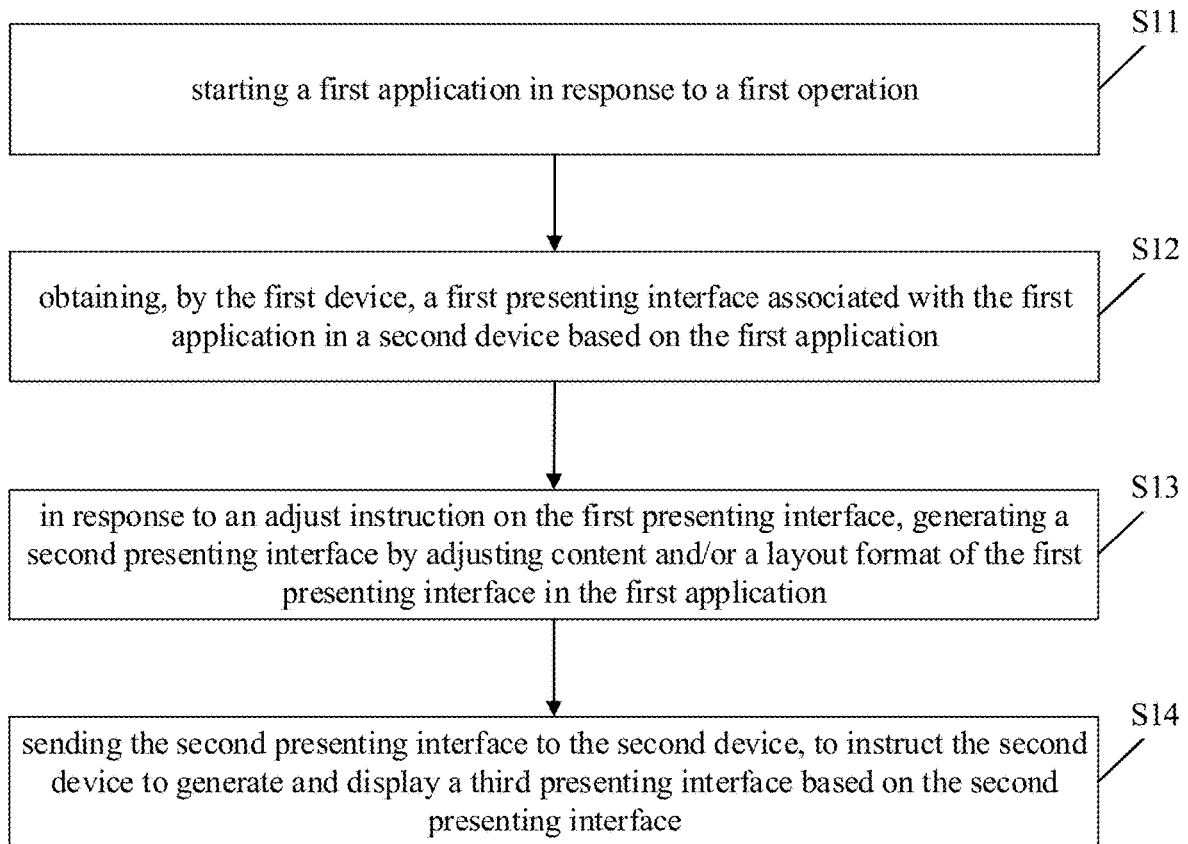 S11
starting a first application in response to a first operation
S12
obtaining, by the first device, a first presenting interface associated with the first
application in a second device based on the first application
S13
in response to an adjust instruction on the first presenting interface, generating a
second presenting interface by adjusting content and/or a layout format of the first
presenting interface in the first application
S14
sending the second presenting interface to the second device, to instruct the second
device to generate and display a third presenting interface based on the second
presenting interface